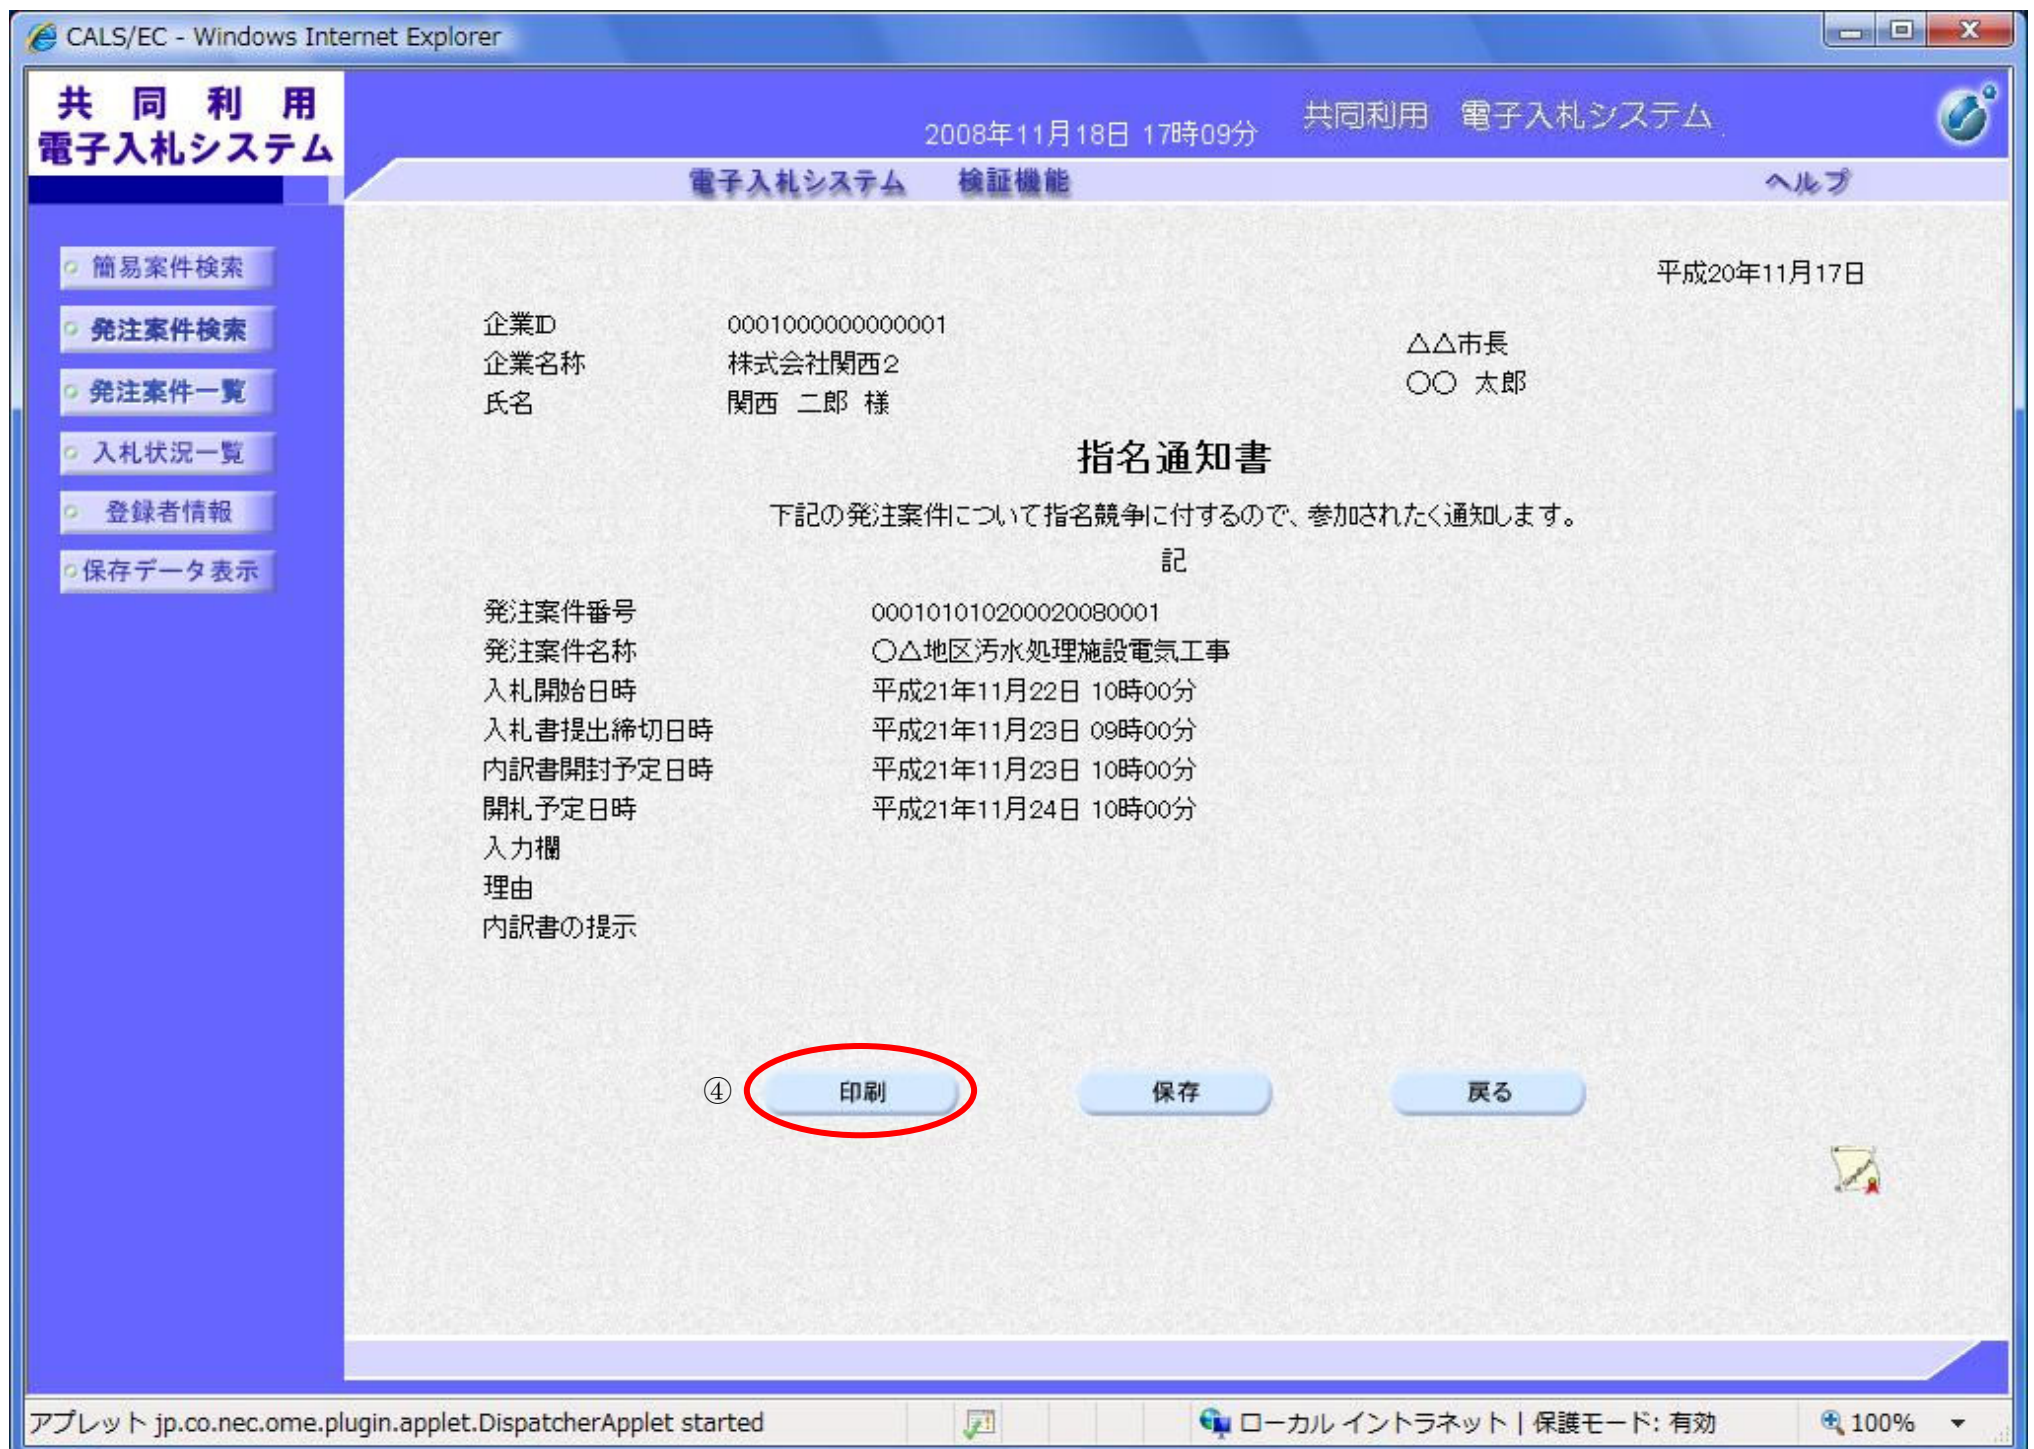 CALS/EC - Windows Internet Explorer
共同利用
電子入札システム
2008年11月18日 17時09分
共同利用 電子入札システム
電子入札システム 検証機能 ヘルプ
簡易案件検索
発注案件検索
発注案件一覧
入札状況一覧
登録者情報
保存データ表示
平成20年11月17日
企業ID 0001000000000001
企業名称 株式会社関西2
氏名 関西 二郎 様
△△市長
〇〇 太郎
指名通知書
下記の発注案件について指名競争に付するので、参加されたく通知します。
記
発注案件番号 000101010200020080001
発注案件名称 〇△地区汚水処理施設電気工事
入札開始日時 平成21年11月22日 10時00分
入札書提出締切日時 平成21年11月23日 09時00分
内訳書開封予定日時 平成21年11月23日 10時00分
開札予定日時 平成21年11月24日 10時00分
入力欄
理由
内訳書の提示
④ 印刷 保存 戻る
アプレット jp.co.nec.ome.plugin.applet.DispatcherApplet started
ローカル イントラネット | 保護モード: 有効
100%